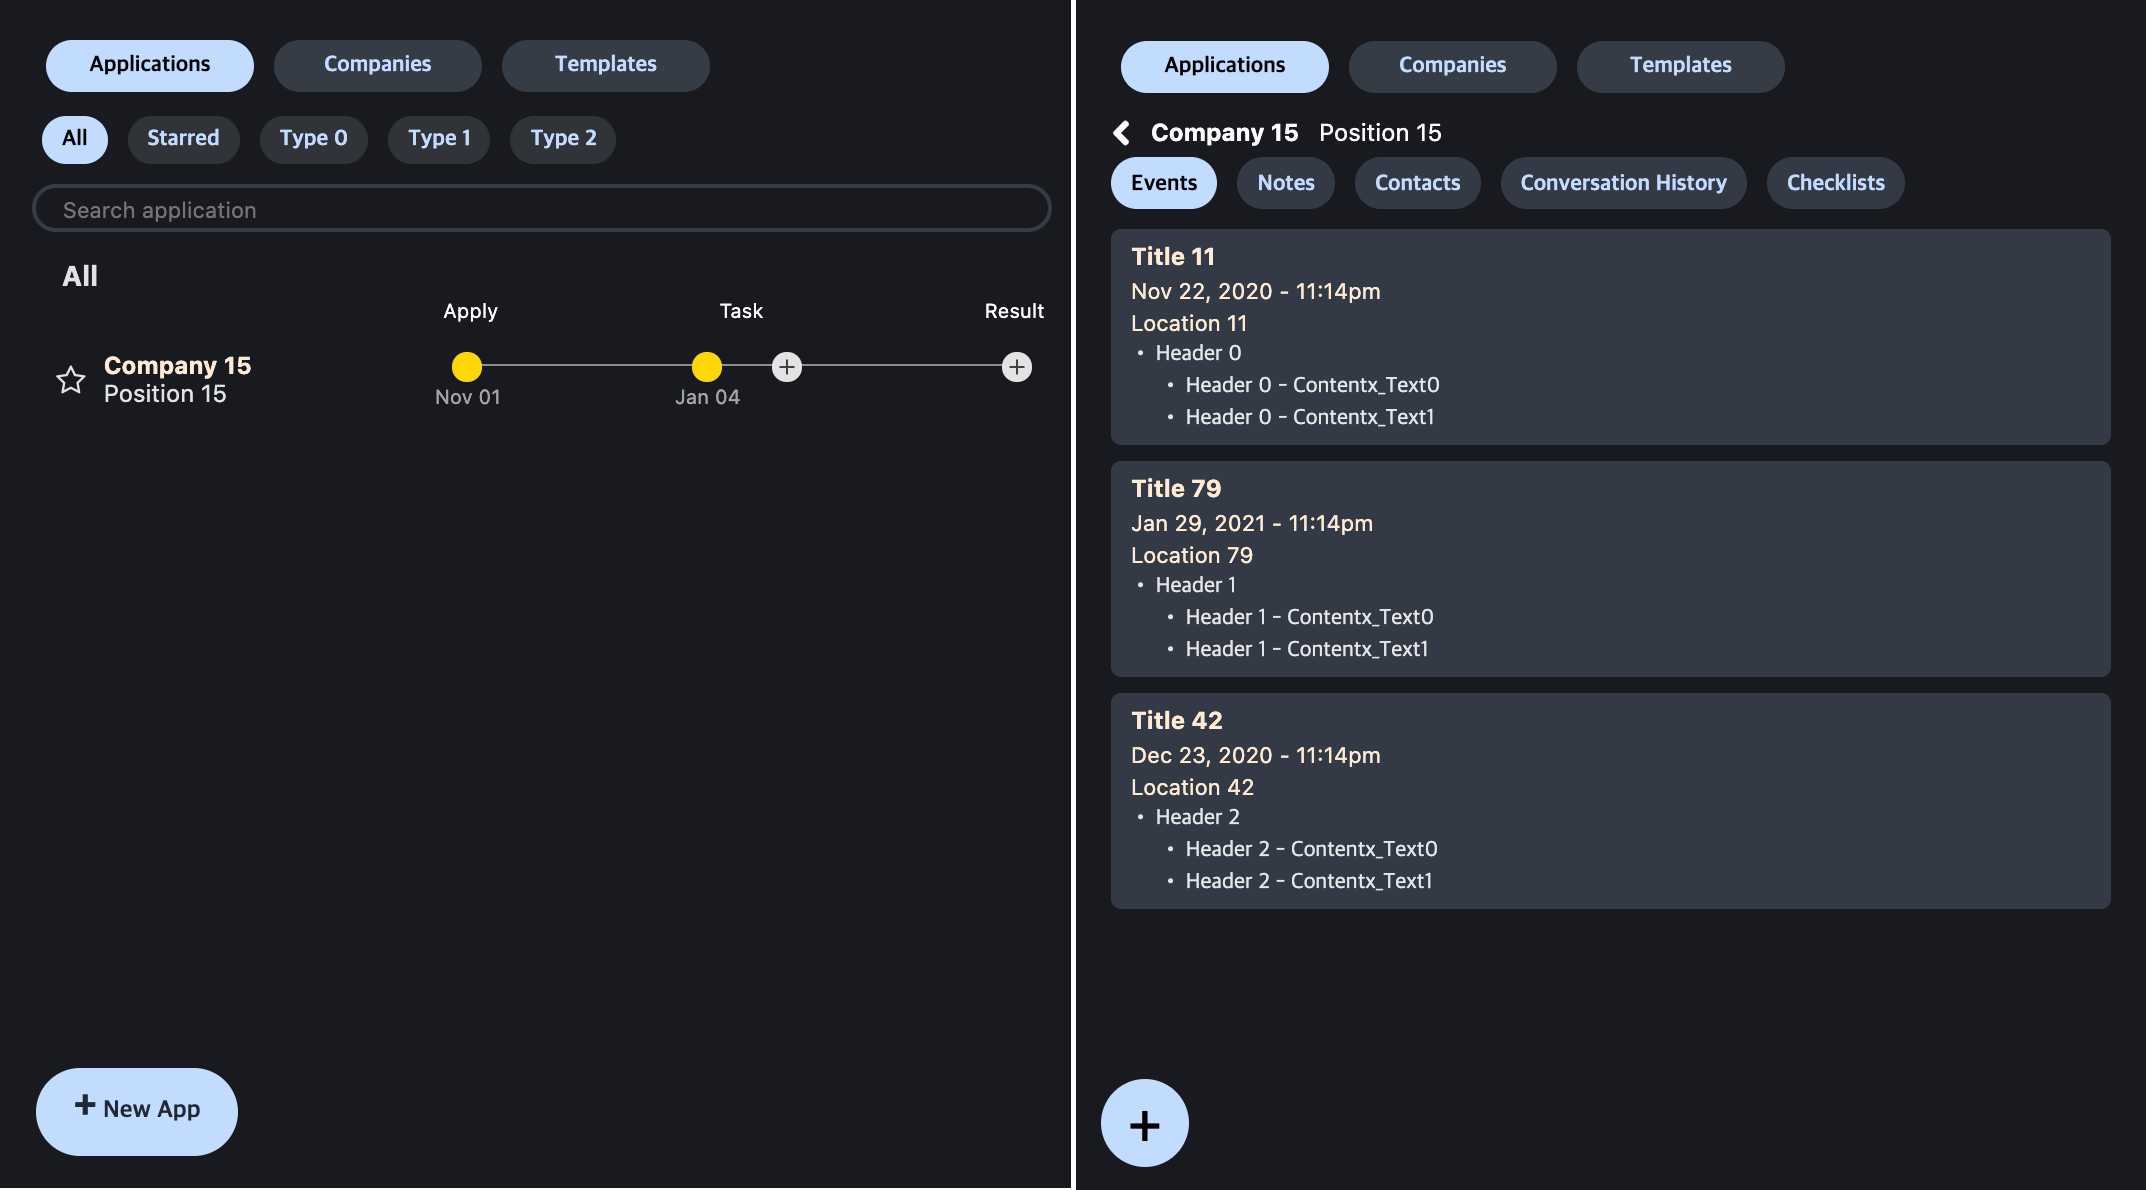 Applications Companies Templates
All Starred Type 0 Type 1 Type 2
Search application
All
Apply Task Result
Company 15
Position 15
Nov 01 Jan 04
+ New App
Applications Companies Templates
Company 15 Position 15
Events Notes Contacts Conversation History Checklists
Title 11
Nov 22, 2020 - 11:14pm
Location 11
• Header 0
• Header 0 - Contentx_Text0
• Header 0 - Contentx_Text1
Title 79
Jan 29, 2021 - 11:14pm
Location 79
• Header 1
• Header 1 - Contentx_Text0
• Header 1 - Contentx_Text1
Title 42
Dec 23, 2020 - 11:14pm
Location 42
• Header 2
• Header 2 - Contentx_Text0
• Header 2 - Contentx_Text1
+